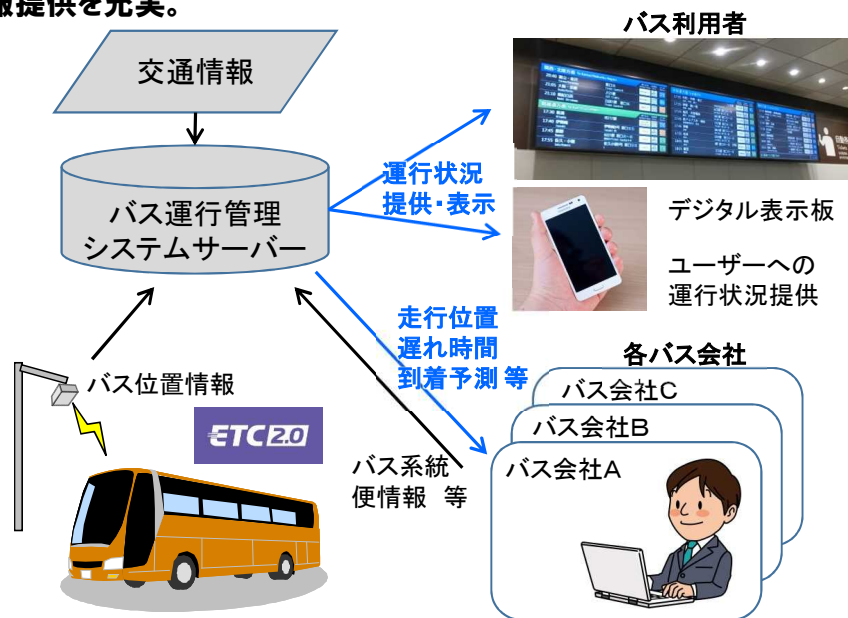 報提供を充実。
バス利用者
交通情報
運行状況
提供・表示
バス運行管理
システムサーバー
デジタル表示板
ユーザーへの
運行状況提供
走行位置
遅れ時間
到着予測 等
各バス会社
バス会社C
バス会社B
バス会社A
バス位置情報
ETC2.0
バス系統
便情報 等